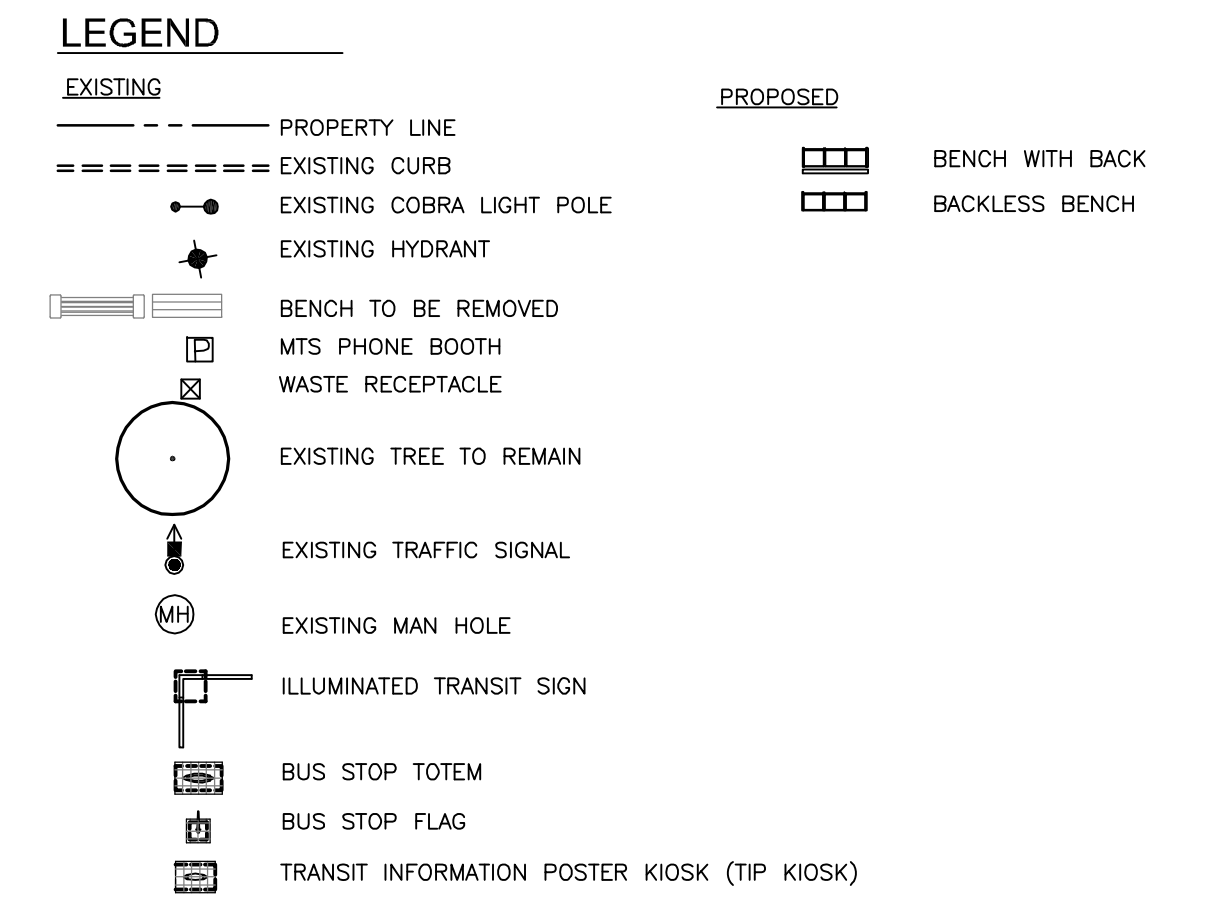 LEGEND
EXISTING
PROPERTY LINE
EXISTING CURB
EXISTING COBRA LIGHT POLE
EXISTING HYDRANT
BENCH TO BE REMOVED
P
MTS PHONE BOOTH
WASTE RECEPTACLE
EXISTING TREE TO REMAIN
EXISTING TRAFFIC SIGNAL
MH
EXISTING MAN HOLE
ILLUMINATED TRANSIT SIGN
BUS STOP TOTEM
BUS STOP FLAG
TRANSIT INFORMATION POSTER KIOSK (TIP KIOSK)
PROPOSED
BENCH WITH BACK
BACKLESS BENCH